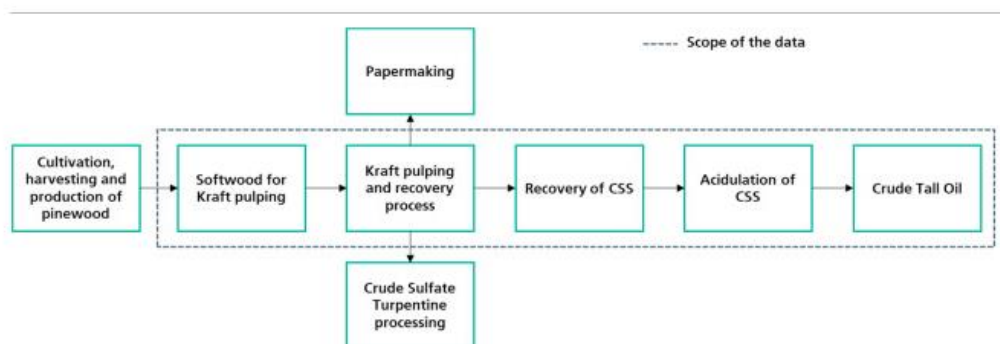 Scope of the data
Papermaking
Cultivation,
harvesting and
production of
pinewood
Softwood for
Kraft pulping
Kraft pulping
and recovery
process
Recovery of CSS
Acidulation of
CSS
Crude Tall Oil
Crude Sulfate
Turpentine
processing